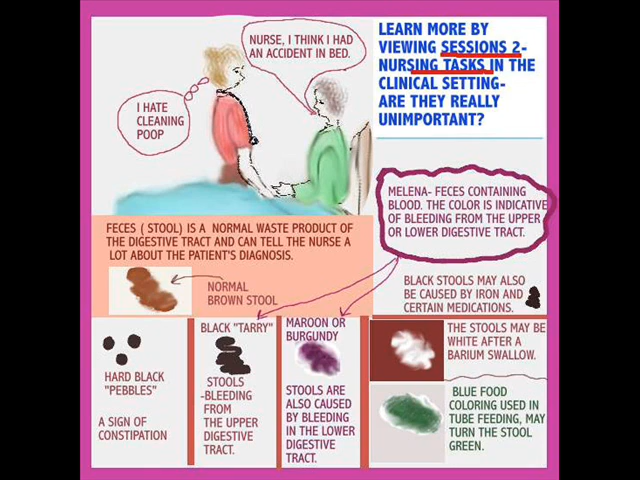 NURSE, I THINK I HAD
AN ACCIDENT IN BED.
I HATE
CLEANING
POOP
LEARN MORE BY
VIEWING SESSIONS 2-
NURSING TASKS IN THE
CLINICAL SETTING-
ARE THEY REALLY
UNIMPORTANT?
MELENA- FECES CONTAINING
BLOOD. THE COLOR IS INDICATIVE
OF BLEEDING FROM THE UPPER
OR LOWER DIGESTIVE TRACT.
FECES ( STOOL) IS A NORMAL WASTE PRODUCT OF
THE DIGESTIVE TRACT AND CAN TELL THE NURSE A
LOT ABOUT THE PATIENT'S DIAGNOSIS.
NORMAL
BROWN STOOL
BLACK STOOLS MAY ALSO
BE CAUSED BY IRON AND
CERTAIN MEDICATIONS.
HARD BLACK
"PEBBLES"
A SIGN OF
CONSTIPATION
BLACK "TARRY"
STOOLS
-BLEEDING
FROM
THE UPPER
DIGESTIVE
TRACT.
MAROON OR
BURGUNDY
STOOLS ARE
ALSO CAUSED
BY BLEEDING
IN THE LOWER
DIGESTIVE
TRACT.
THE STOOLS MAY BE
WHITE AFTER A
BARIUM SWALLOW.
BLUE FOOD
COLORING USED IN
TUBE FEEDING, MAY
TURN THE STOOL
GREEN.